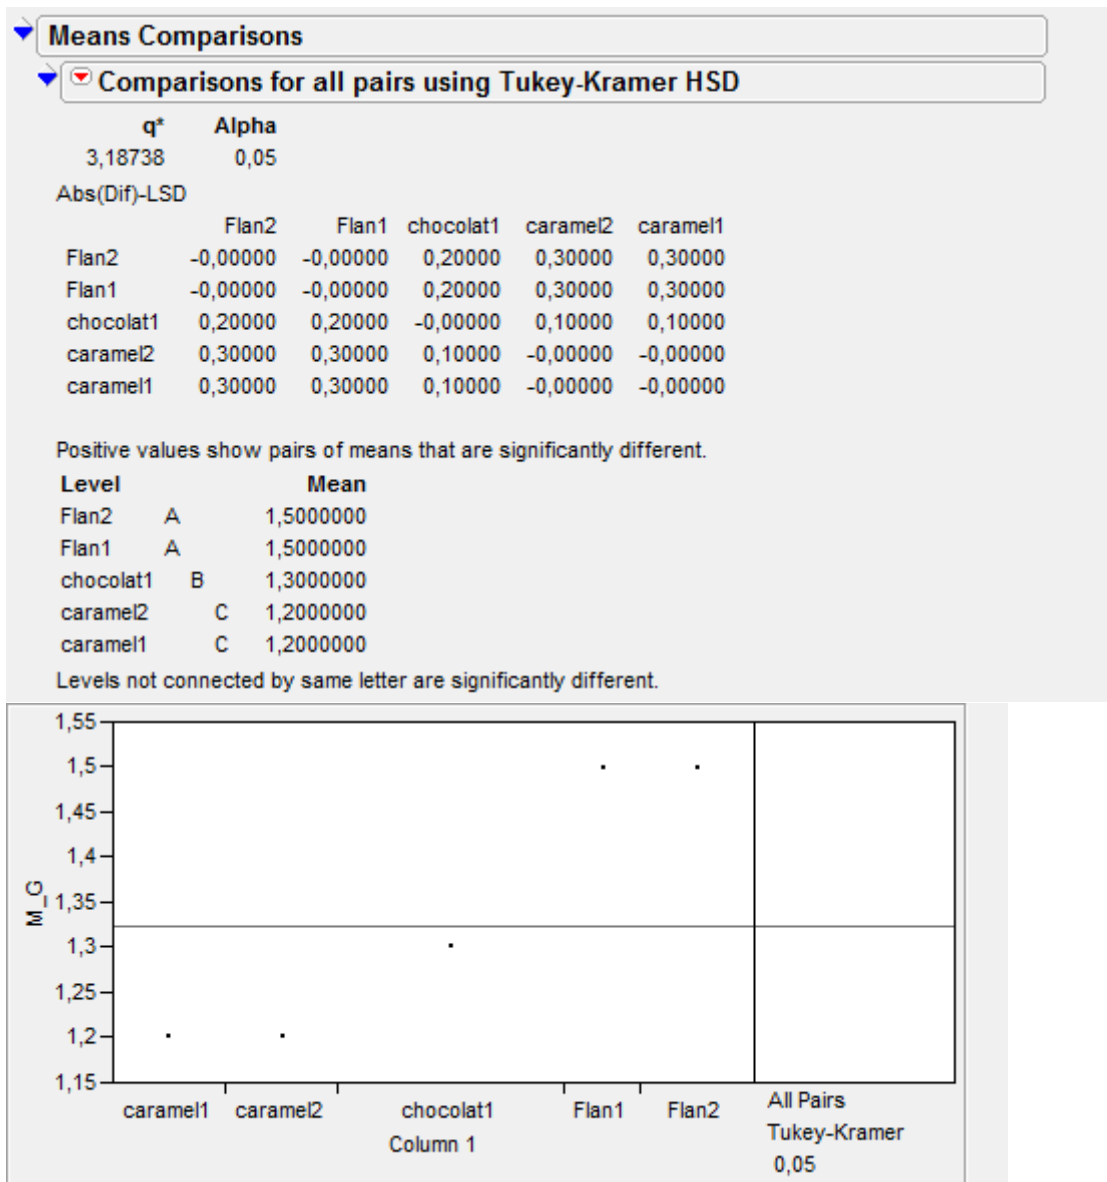 Means Comparisons
Comparisons for all pairs using Tukey-Kramer HSD
q* Alpha
3,18738 0,05
Abs(Dif)-LSD
Flan2 Flan1 chocolat1 caramel2 caramel1
Flan2 -0,00000 -0,00000 0,20000 0,30000 0,30000
Flan1 -0,00000 -0,00000 0,20000 0,30000 0,30000
chocolat1 0,20000 0,20000 -0,00000 0,10000 0,10000
caramel2 0,30000 0,30000 0,10000 -0,00000 -0,00000
caramel1 0,30000 0,30000 0,10000 -0,00000 -0,00000
Positive values show pairs of means that are significantly different.
Level Mean
Flan2 A 1,5000000
Flan1 A 1,5000000
chocolat1 B 1,3000000
caramel2 C 1,2000000
caramel1 C 1,2000000
Levels not connected by same letter are significantly different.
1,55
1,5
1,45
1,4
1,35
1,3
1,25
1,2
1,15
M_G
caramel1 caramel2 chocolat1 Flan1 Flan2
Column 1
All Pairs
Tukey-Kramer
0,05